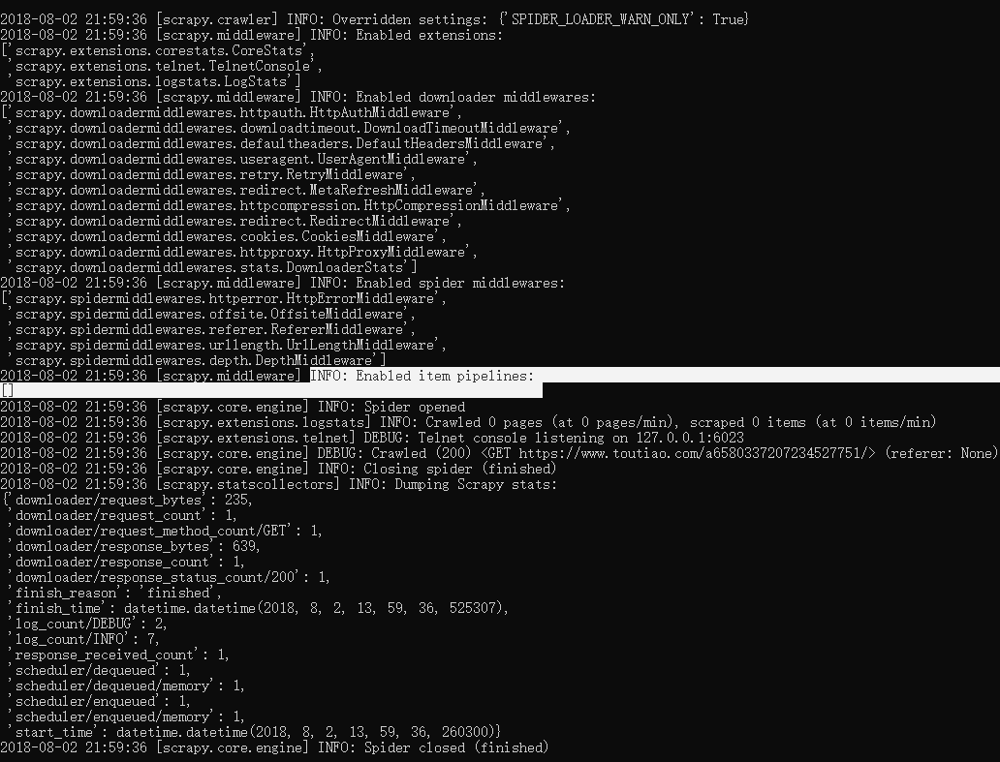 2018-08-02 21:59:36 [scrapy.crawler] INFO: Overridden settings: {'SPIDER_LOADER_WARN_ONLY': True}
2018-08-02 21:59:36 [scrapy.middleware] INFO: Enabled extensions:
['scrapy.extensions.corestats.CoreStats',
 'scrapy.extensions.telnet.TelnetConsole',
 'scrapy.extensions.logstats.LogStats']
2018-08-02 21:59:36 [scrapy.middleware] INFO: Enabled downloader middlewares:
['scrapy.downloadermiddlewares.httpauth.HttpAuthMiddleware',
 'scrapy.downloadermiddlewares.downloadtimeout.DownloadTimeoutMiddleware',
 'scrapy.downloadermiddlewares.defaultheaders.DefaultHeadersMiddleware',
 'scrapy.downloadermiddlewares.useragent.UserAgentMiddleware',
 'scrapy.downloadermiddlewares.retry.RetryMiddleware',
 'scrapy.downloadermiddlewares.redirect.MetaRefreshMiddleware',
 'scrapy.downloadermiddlewares.httpcompression.HttpCompressionMiddleware',
 'scrapy.downloadermiddlewares.redirect.RedirectMiddleware',
 'scrapy.downloadermiddlewares.cookies.CookiesMiddleware',
 'scrapy.downloadermiddlewares.httpproxy.HttpProxyMiddleware',
 'scrapy.downloadermiddlewares.stats.DownloaderStats']
2018-08-02 21:59:36 [scrapy.middleware] INFO: Enabled spider middlewares:
['scrapy.spidermiddlewares.httperror.HttpErrorMiddleware',
 'scrapy.spidermiddlewares.offsite.OffsiteMiddleware',
 'scrapy.spidermiddlewares.referer.RefererMiddleware',
 'scrapy.spidermiddlewares.urllength.UrlLengthMiddleware',
 'scrapy.spidermiddlewares.depth.DepthMiddleware']
2018-08-02 21:59:36 [scrapy.middleware] INFO: Enabled item pipelines:
[]
2018-08-02 21:59:36 [scrapy.core.engine] INFO: Spider opened
2018-08-02 21:59:36 [scrapy.extensions.logstats] INFO: Crawled 0 pages (at 0 pages/min), scraped 0 items (at 0 items/min)
2018-08-02 21:59:36 [scrapy.extensions.telnet] DEBUG: Telnet console listening on 127.0.0.1:6023
2018-08-02 21:59:36 [scrapy.core.engine] DEBUG: Crawled (200) <GET https://www.toutiao.com/a6580337207234527751/> (referer: None)
2018-08-02 21:59:36 [scrapy.core.engine] INFO: Closing spider (finished)
2018-08-02 21:59:36 [scrapy.statscollectors] INFO: Dumping Scrapy stats:
{'downloader/request_bytes': 235,
 'downloader/request_count': 1,
 'downloader/request_method_count/GET': 1,
 'downloader/response_bytes': 639,
 'downloader/response_count': 1,
 'downloader/response_status_count/200': 1,
 'finish_reason': 'finished',
 'finish_time': datetime.datetime(2018, 8, 2, 13, 59, 36, 525307),
 'log_count/DEBUG': 2,
 'log_count/INFO': 7,
 'response_received_count': 1,
 'scheduler/dequeued': 1,
 'scheduler/dequeued/memory': 1,
 'scheduler/enqueued': 1,
 'scheduler/enqueued/memory': 1,
 'start_time': datetime.datetime(2018, 8, 2, 13, 59, 36, 260300)}
2018-08-02 21:59:36 [scrapy.core.engine] INFO: Spider closed (finished)